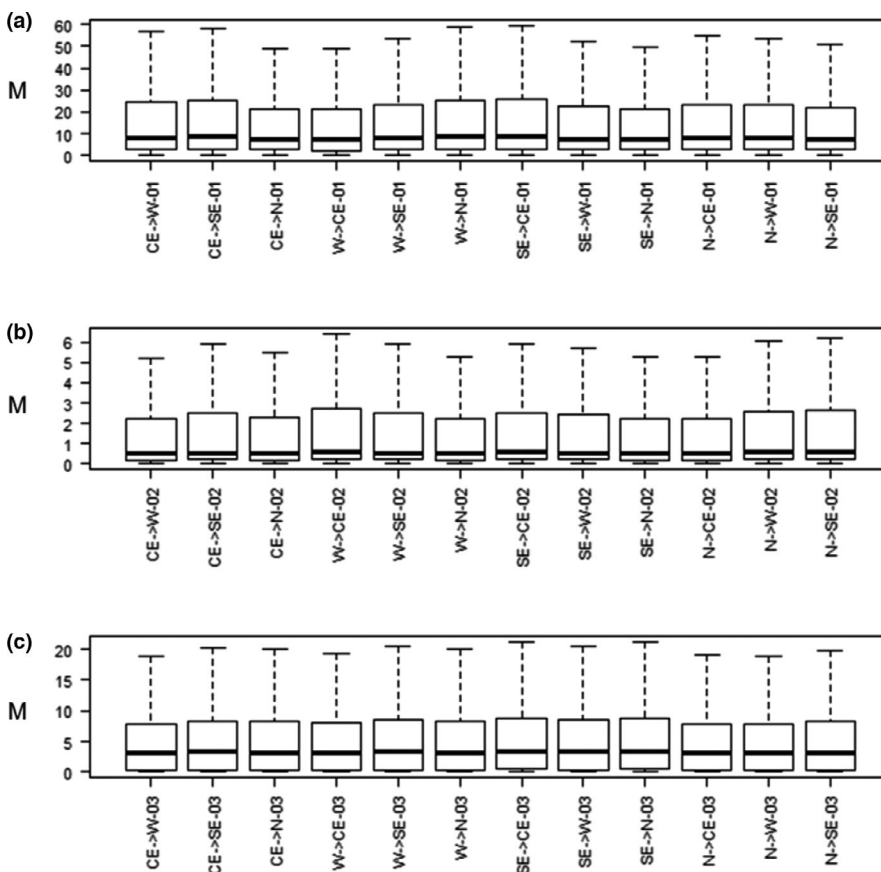 (a)
60
50
40
30
20
10
0
M
CE->W-01
CE->SE-01
CE->N-01
W->CE-01
W->SE-01
W->N-01
SE->CE-01
SE->W-01
SE->N-01
N->CE-01
N->W-01
N->SE-01
(b)
6
5
4
3
2
1
0
M
CE->W-02
CE->SE-02
CE->N-02
W->CE-02
W->SE-02
W->N-02
SE->CE-02
SE->W-02
SE->N-02
N->CE-02
N->W-02
N->SE-02
(c)
20
15
10
5
0
M
CE->W-03
CE->SE-03
CE->N-03
W->CE-03
W->SE-03
W->N-03
SE->CE-03
SE->W-03
SE->N-03
N->CE-03
N->W-03
N->SE-03